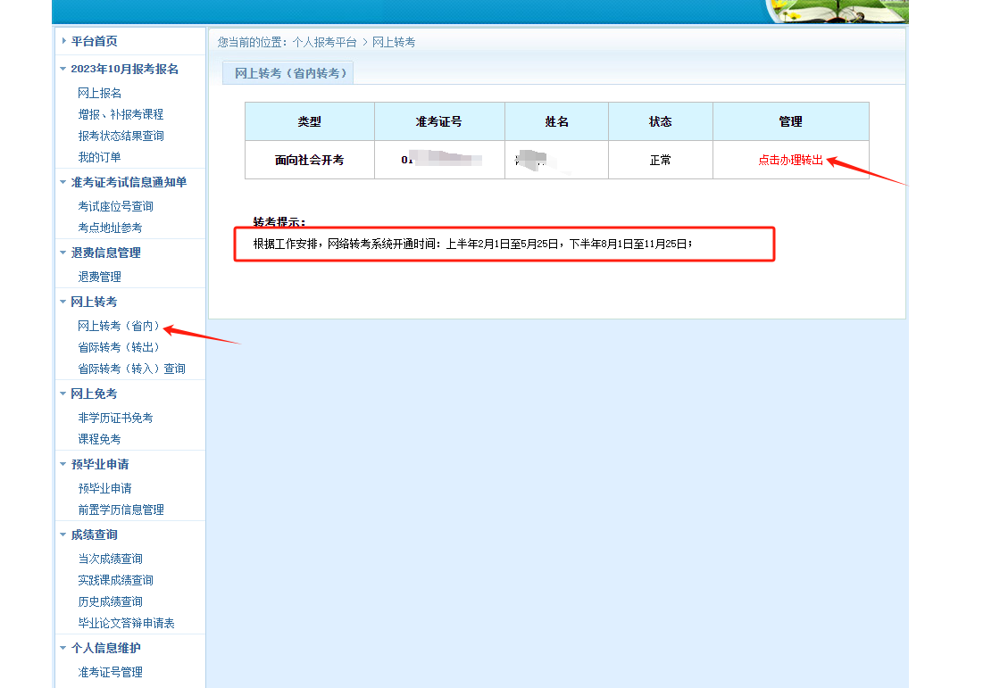 平台首页
2023年10月报考报名
网上报名
增报、补报考课程
报考状态结果查询
我的订单
准考证考试信息通知单
考试座位号查询
考点地址参考
退费信息管理
退费管理
网上转考
网上转考（省内）
省际转考（转出）
省际转考（转入）查询
网上免考
非学历证书免考
课程免考
预毕业申请
预毕业申请
前置学历信息管理
成绩查询
当次成绩查询
实践课成绩查询
历史成绩查询
毕业论文答辩申请表
个人信息维护
准考证号管理
您当前的位置：个人报考平台 > 网上转考
网上转考（省内转考）
类型 准考证号 姓名 状态 管理
面向社会开考 01 正常 点击办理转出
转考提示：
根据工作安排，网络转考系统开通时间：上半年2月1日至5月25日，下半年8月1日至11月25日；